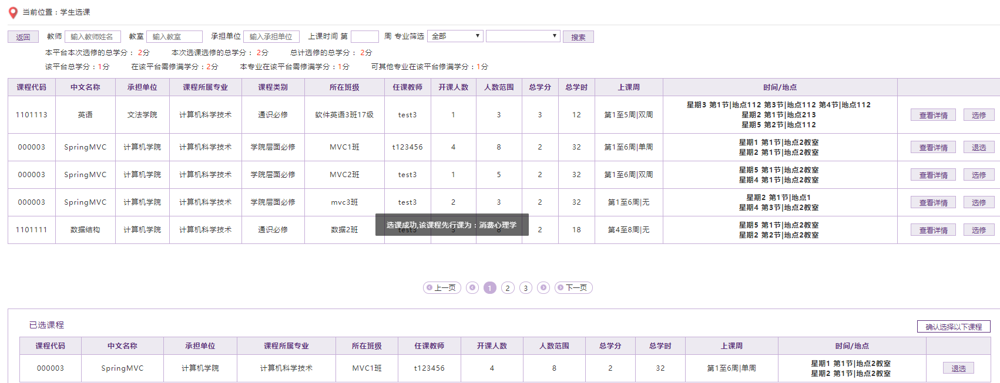 当前位置：学生选课
返回 教师 输入教师姓名 教室 输入教室 承担单位 输入承担单位 上课时间 第 周 专业筛选 全部 搜索
本平台本次选修的总学分： 2分 本次选课选修的总学分： 2分 总计选修的总学分： 2分
该平台总学分：1分 在该平台需修满学分：2分 本专业在该平台需修满学分：1分 可其他专业在该平台修满学分：1分
课程代码 中文名称 承担单位 课程所属专业 课程类别 所在班级 任课教师 开课人数 人数范围 总学分 总学时 上课周 时间/地点
星期3 第1节|地点112 第3节|地点112 第4节|地点112
1101113 英语 文法学院 计算机科学技术 通识必修 软件英语3班17级 test3 1 3 3 12 第1至5周|双周 星期2 第1节|地点213 查看详情 选修
星期5 第2节|地点112
000003 SpringMVC 计算机学院 计算机科学技术 学院层面必修 MVC1班 t123456 4 8 2 32 第1至6周|单周 星期1 第1节|地点2教室 查看详情 退选
星期2 第1节|地点2教室
000003 SpringMVC 计算机学院 计算机科学技术 学院层面必修 MVC2班 test3 1 5 2 32 第1至6周|双周 星期5 第1节|地点2教室 查看详情 选修
星期4 第1节|地点2教室
000003 SpringMVC 计算机学院 计算机科学技术 学院层面必修 mvc3班 test3 2 3 2 32 第1至6周|无 星期2 第1节|地点1 查看详情 选修
星期4 第3节|地点2教室
选课成功,该课程先行课为：消费心理学
1101111 数据结构 计算机学院 计算机科学技术 通识必修 数据2班 test3 5 8 2 18 第4至8周|无 星期5 第1节|地点2教室 查看详情 选修
星期2 第2节|地点2教室
上一页 1 2 3 下一页
已选课程 确认选择以下课程
课程代码 中文名称 承担单位 课程所属专业 所在班级 任课教师 开课人数 人数范围 总学分 总学时 上课周 时间/地点
000003 SpringMVC 计算机学院 计算机科学技术 MVC1班 t123456 4 8 2 32 第1至6周|单周 星期1 第1节|地点2教室 退选
星期2 第1节|地点2教室